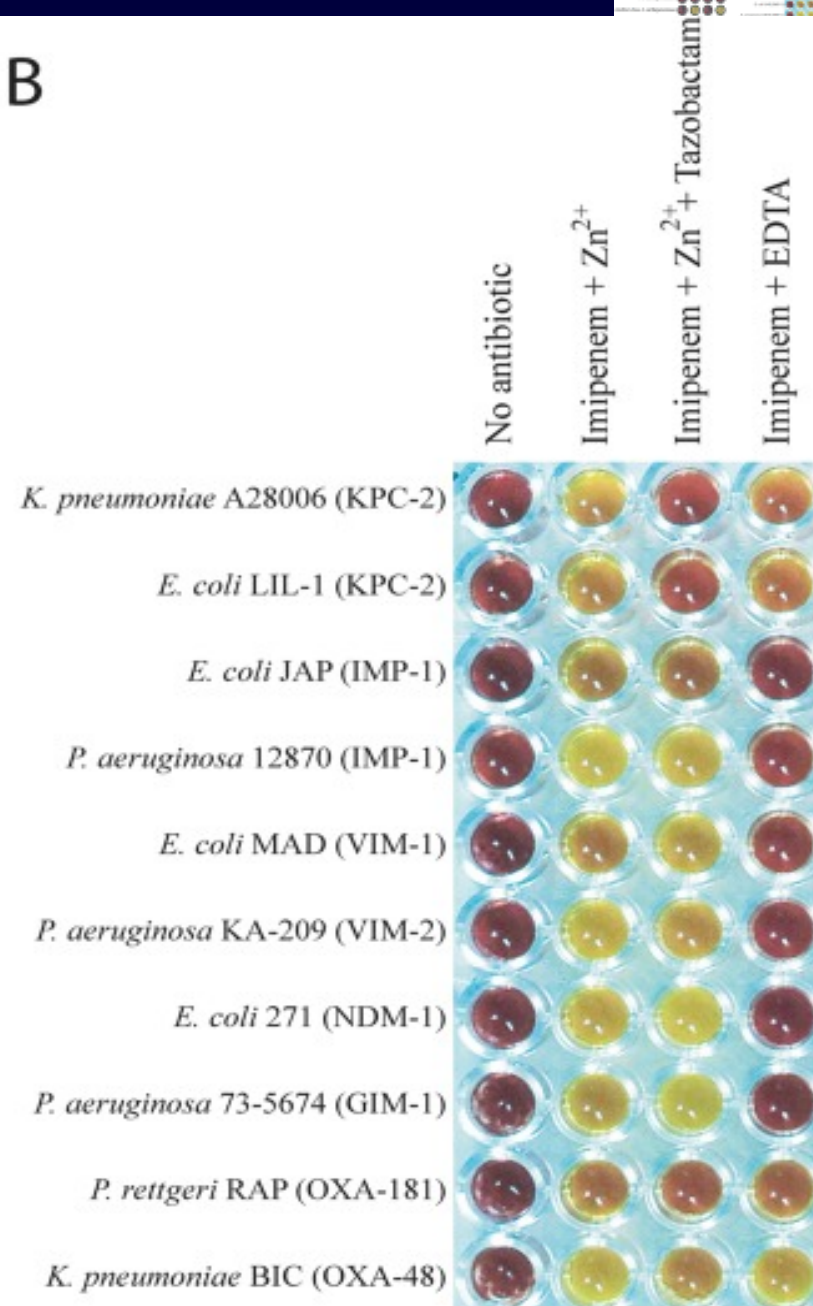 B
No antibiotic
Imipenem + Zn²⁺
Imipenem + Zn²⁺+ Tazobactam
Imipenem + EDTA
K. pneumoniae A28006 (KPC-2)
E. coli LIL-1 (KPC-2)
E. coli JAP (IMP-1)
P. aeruginosa 12870 (IMP-1)
E. coli MAD (VIM-1)
P. aeruginosa KA-209 (VIM-2)
E. coli 271 (NDM-1)
P. aeruginosa 73-5674 (GIM-1)
P. rettgeri RAP (OXA-181)
K. pneumoniae BIC (OXA-48)